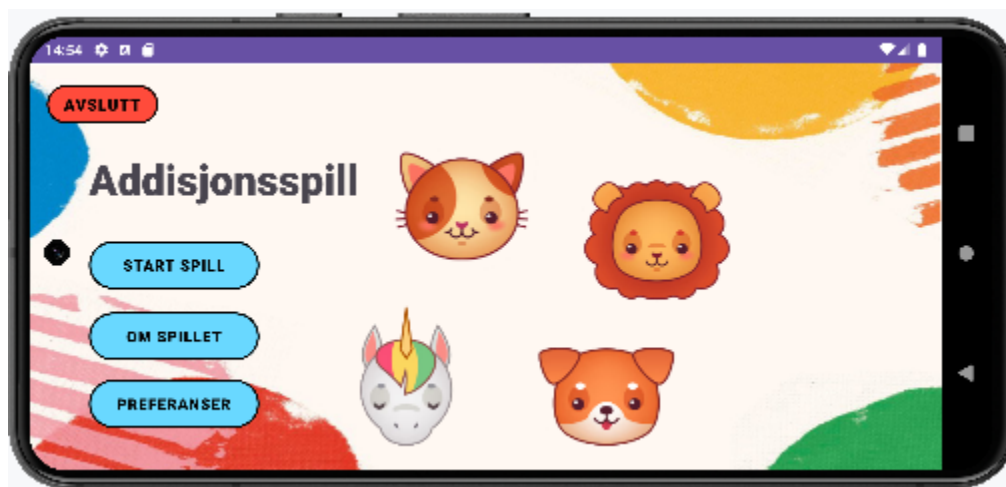 14:54
AVSLUTT
Addisjonsspill
START SPILL
OM SPILLET
PREFERANSER